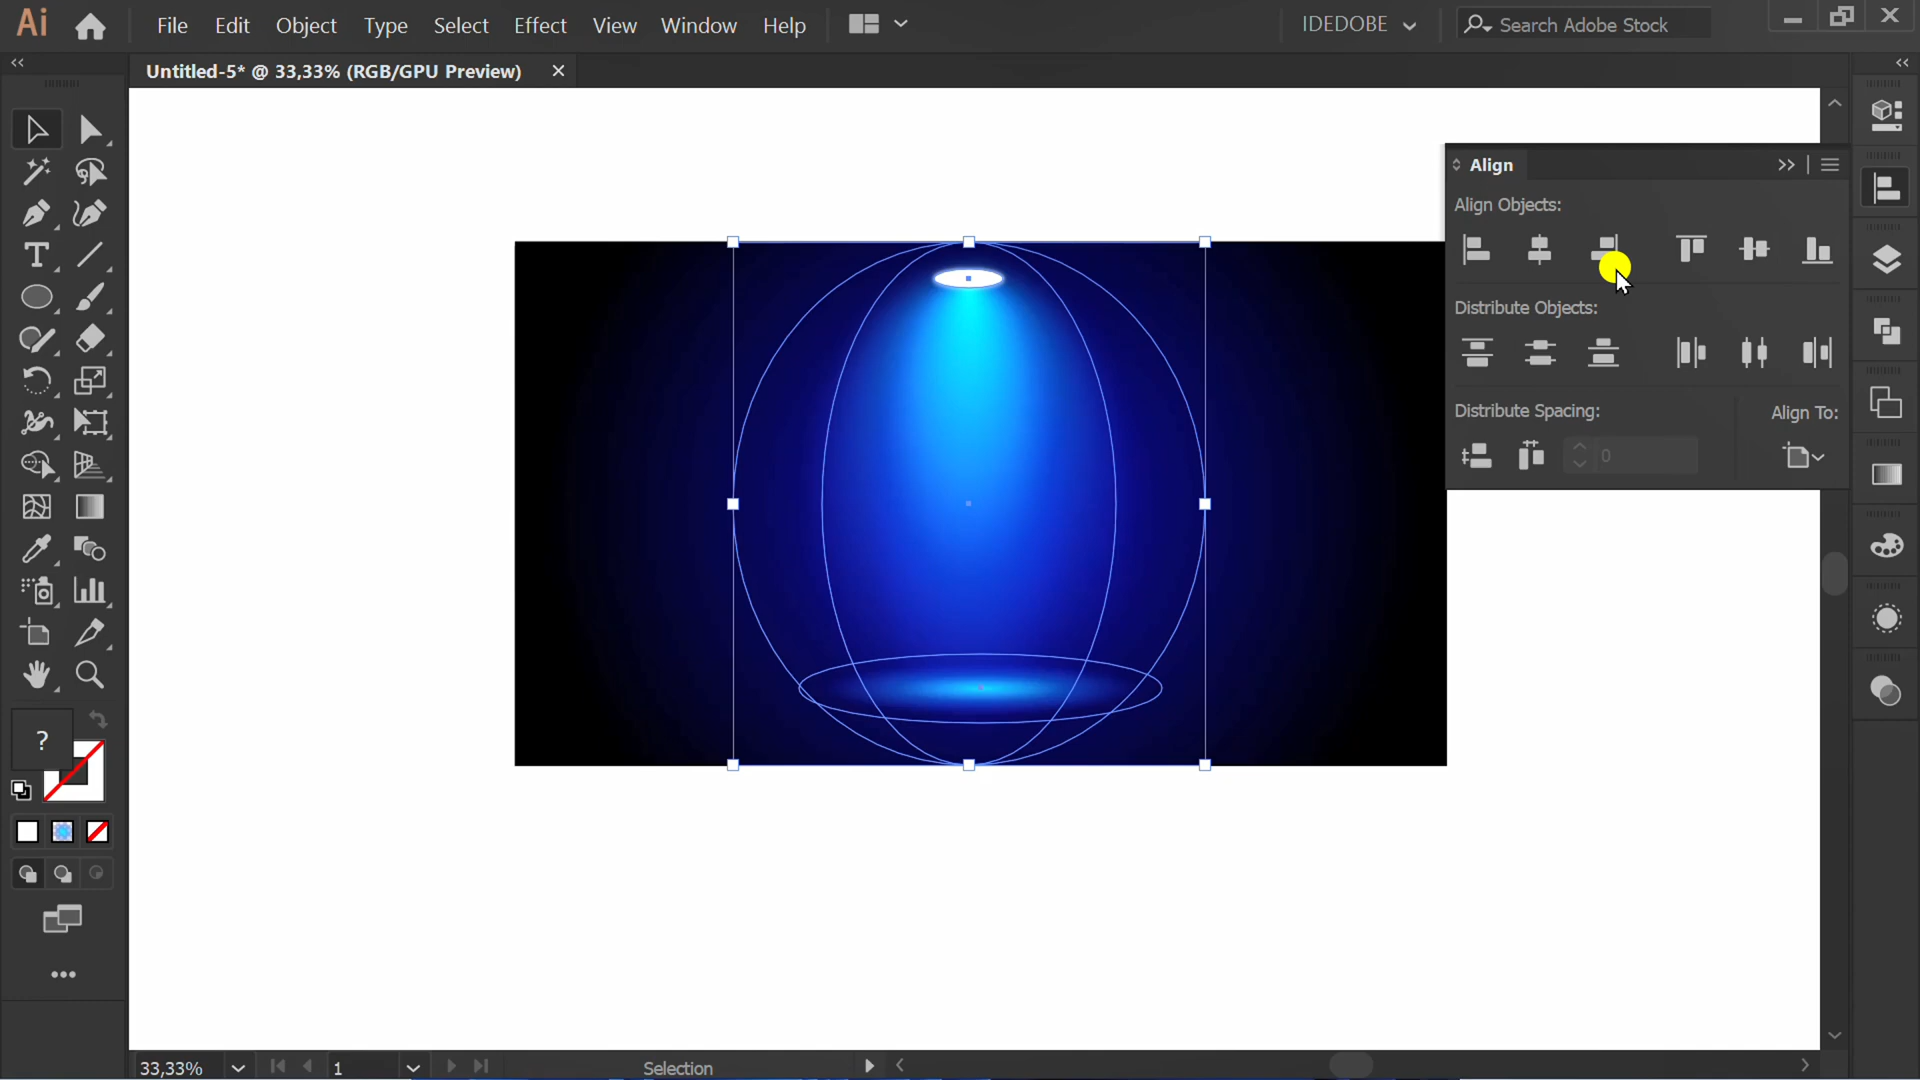 Ai File Edit Object Type Select Effect View Window Help IDEDOBE Search Adobe Stock
Untitled-5* @ 33,33% (RGB/GPU Preview)
Align
Align Objects:
Distribute Objects:
Distribute Spacing: Align To:
0
T
?
33,33% 1 Selection